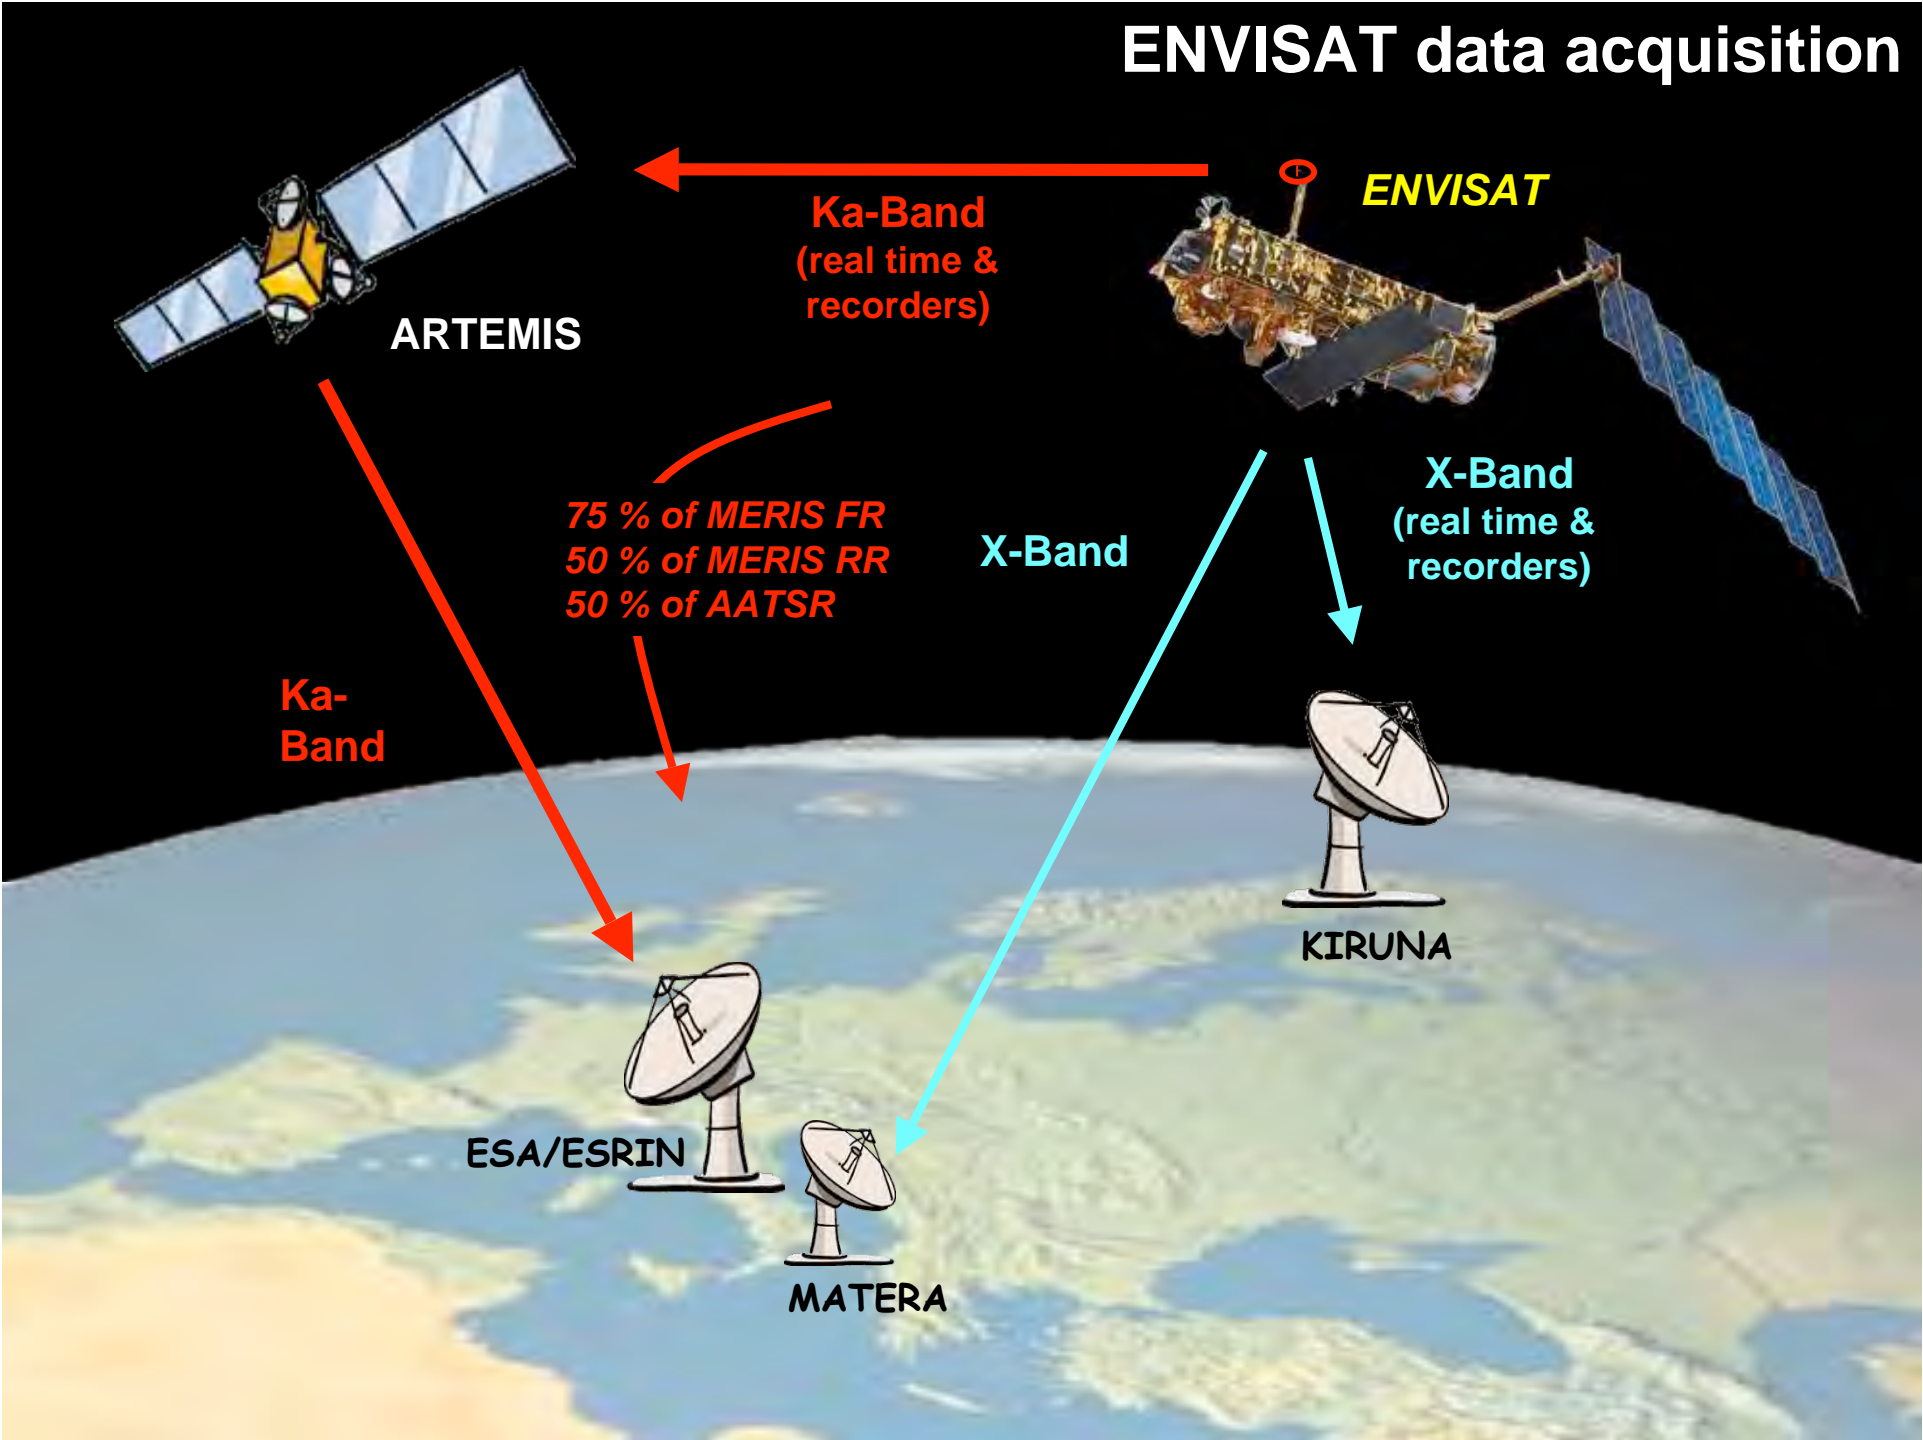 ENVISAT data acquisition
ENVISAT
Ka-Band
(real time &
recorders)
ARTEMIS
X-Band
(real time &
recorders)
75 % of MERIS FR
50 % of MERIS RR
50 % of AATSR
X-Band
Ka-
Band
KIRUNA
ESA/ESRIN
MATERA